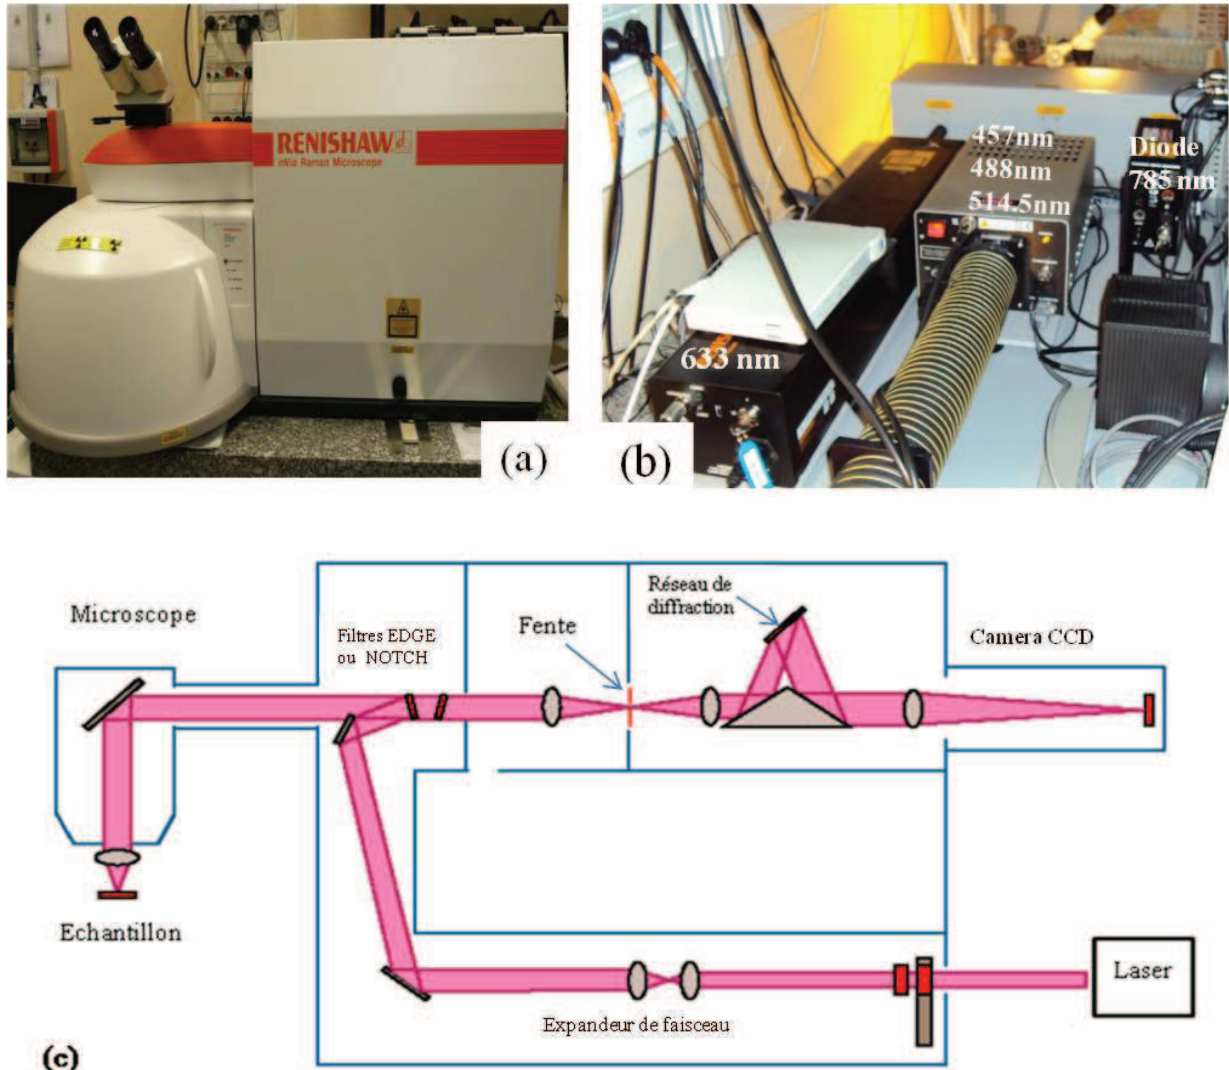 RENISHAW
inVia Raman Microscope
(a)
457nm
488nm
514.5nm
Diode
785 nm
633 nm
(b)
Réseau de
diffraction
Microscope
Filtres EDGE
ou NOTCH
Fente
Camera CCD
Echantillon
Laser
Expandeur de faisceau
(c)